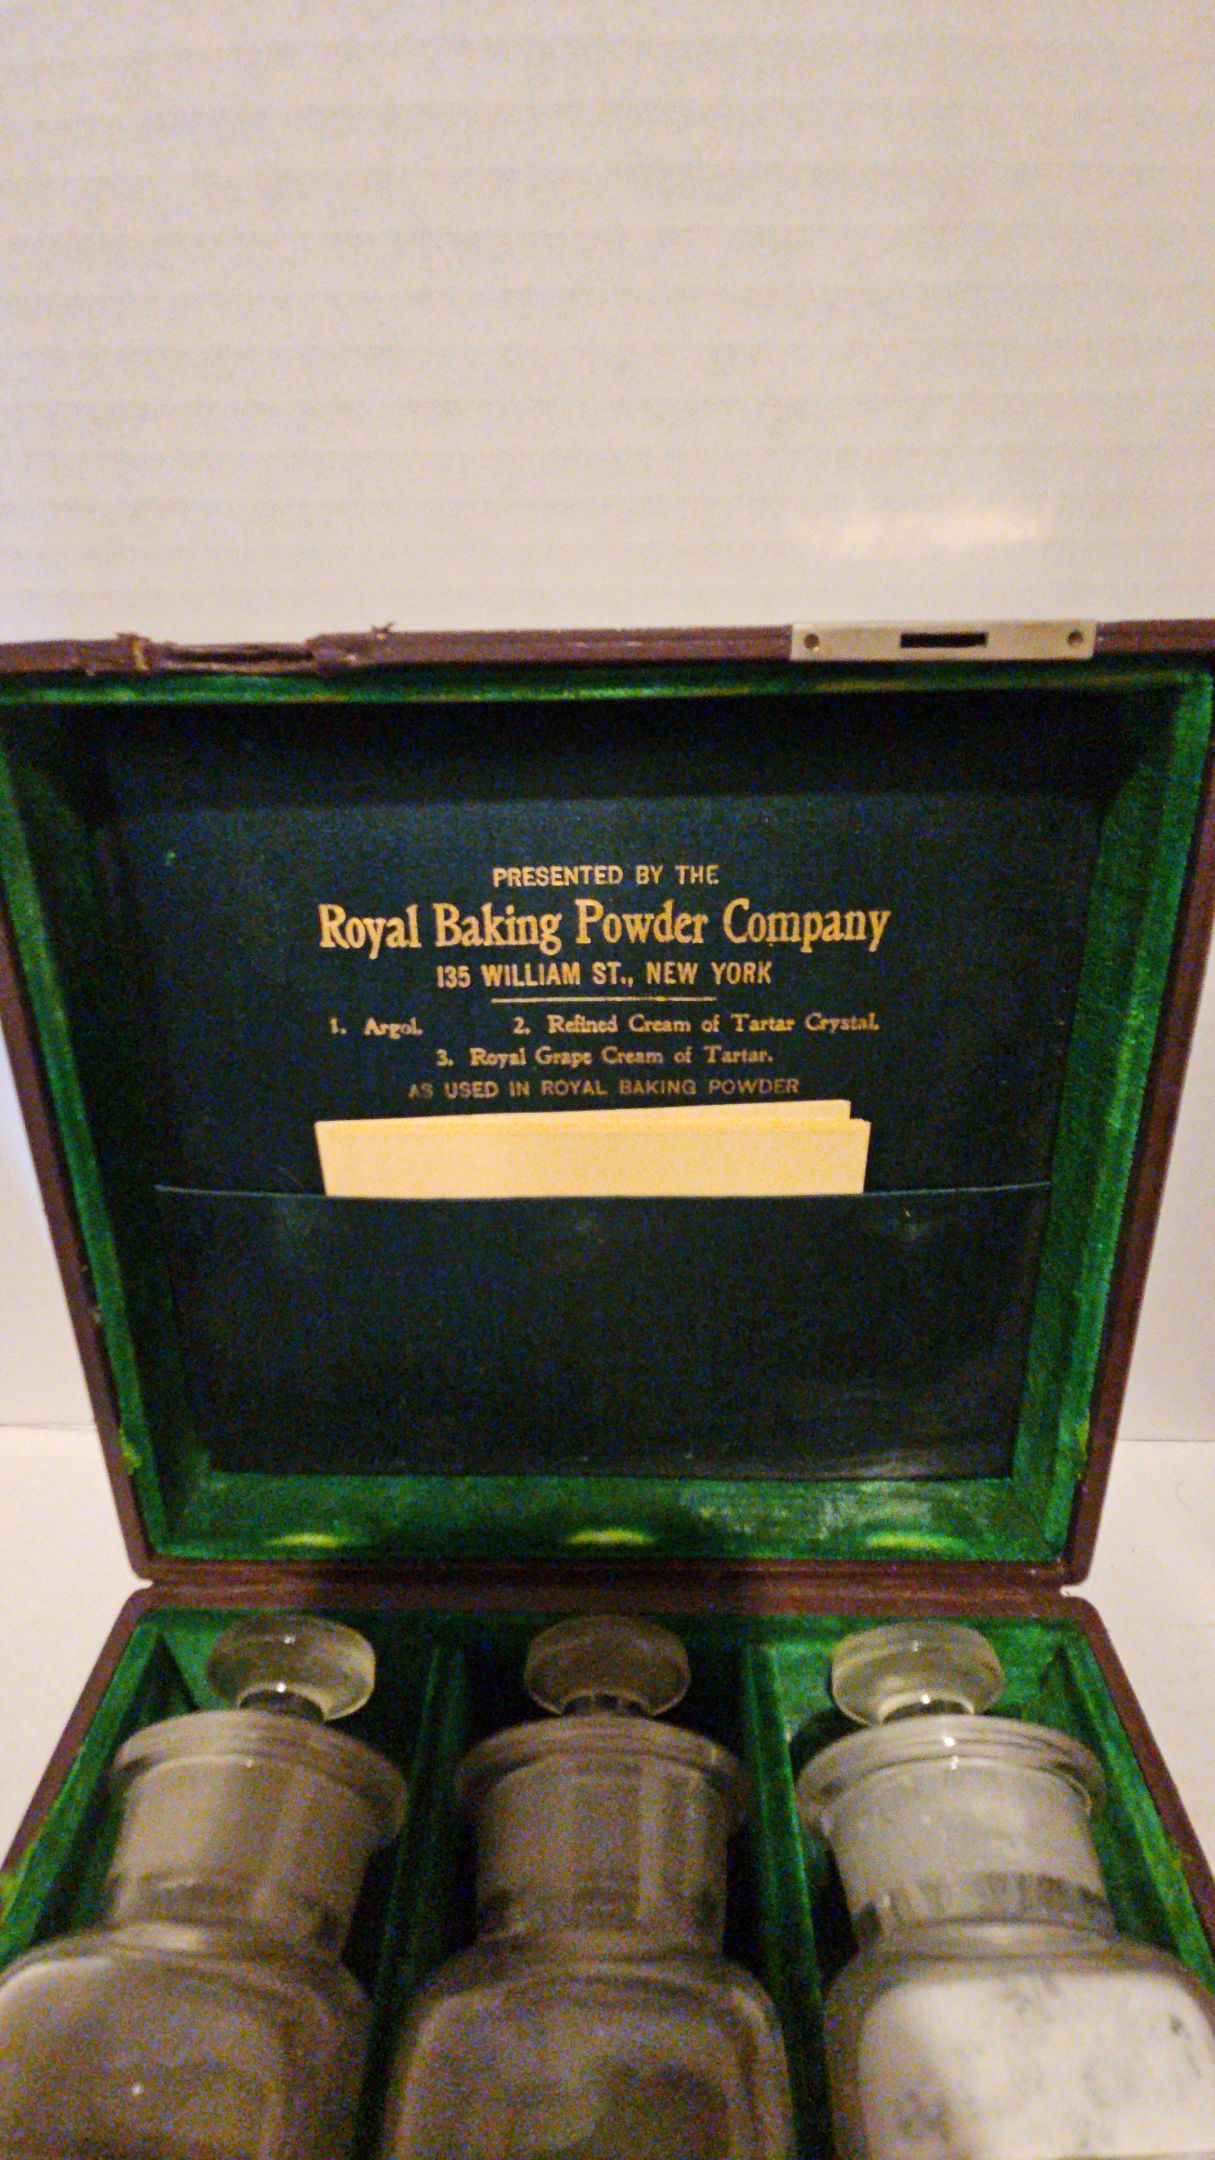 PRESENTED BY THE
Royal Baking Powder Company
135 WILLIAM ST., NEW YORK
1. Argol. 2. Refined Cream of Tartar Crystal.
3. Royal Grape Cream of Tartar.
AS USED IN ROYAL BAKING POWDER